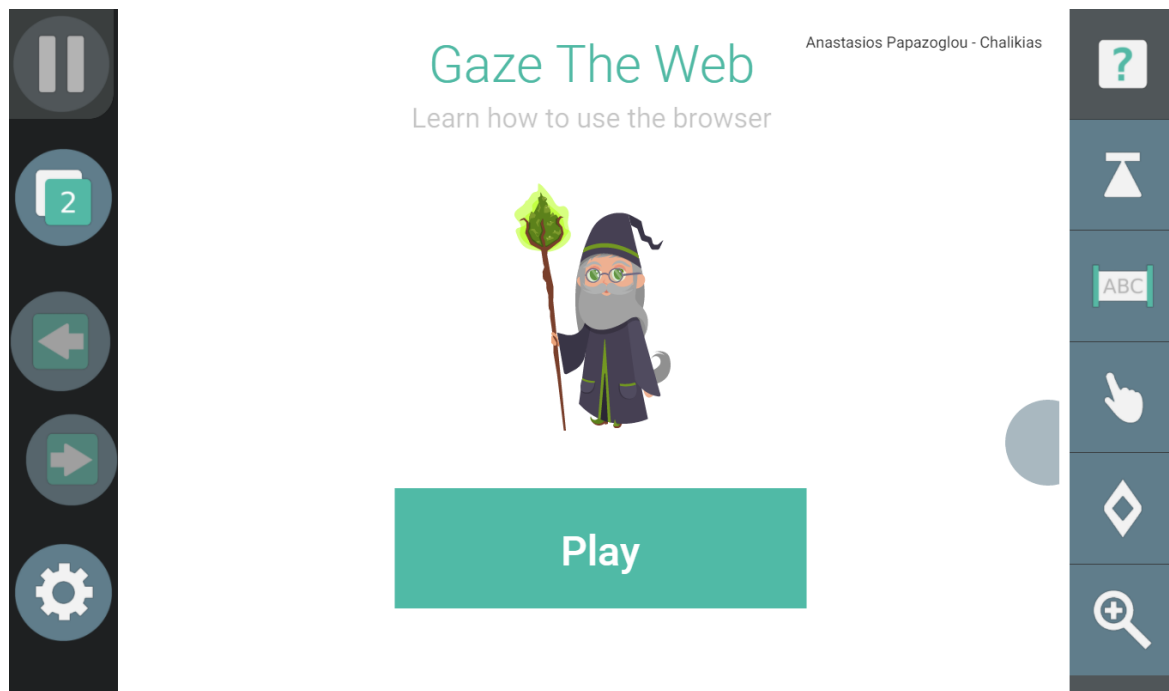 Gaze The Web
Anastasios Papazoglou - Chalikias
Learn how to use the browser
?
2
ABC
Play